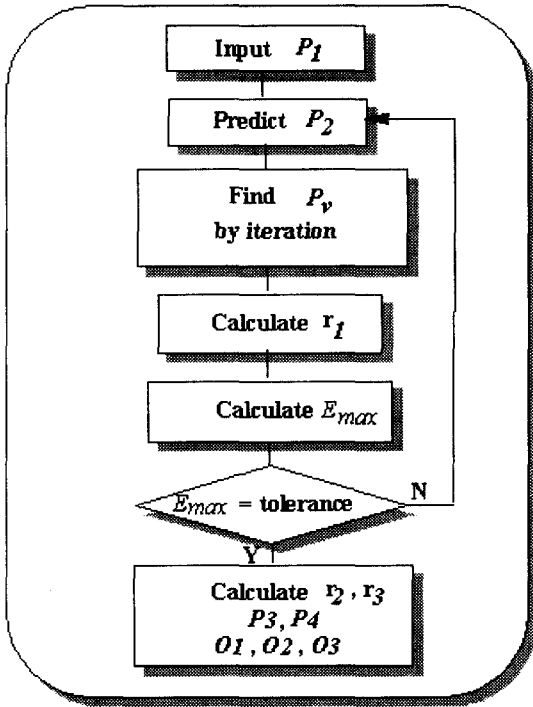 Input P1
Predict P2
Find Pv
by iteration
Calculate r1
Calculate Emax
Emax = tolerance
N
Y
Calculate r2 , r3
P3, P4
O1 , O2 , O3